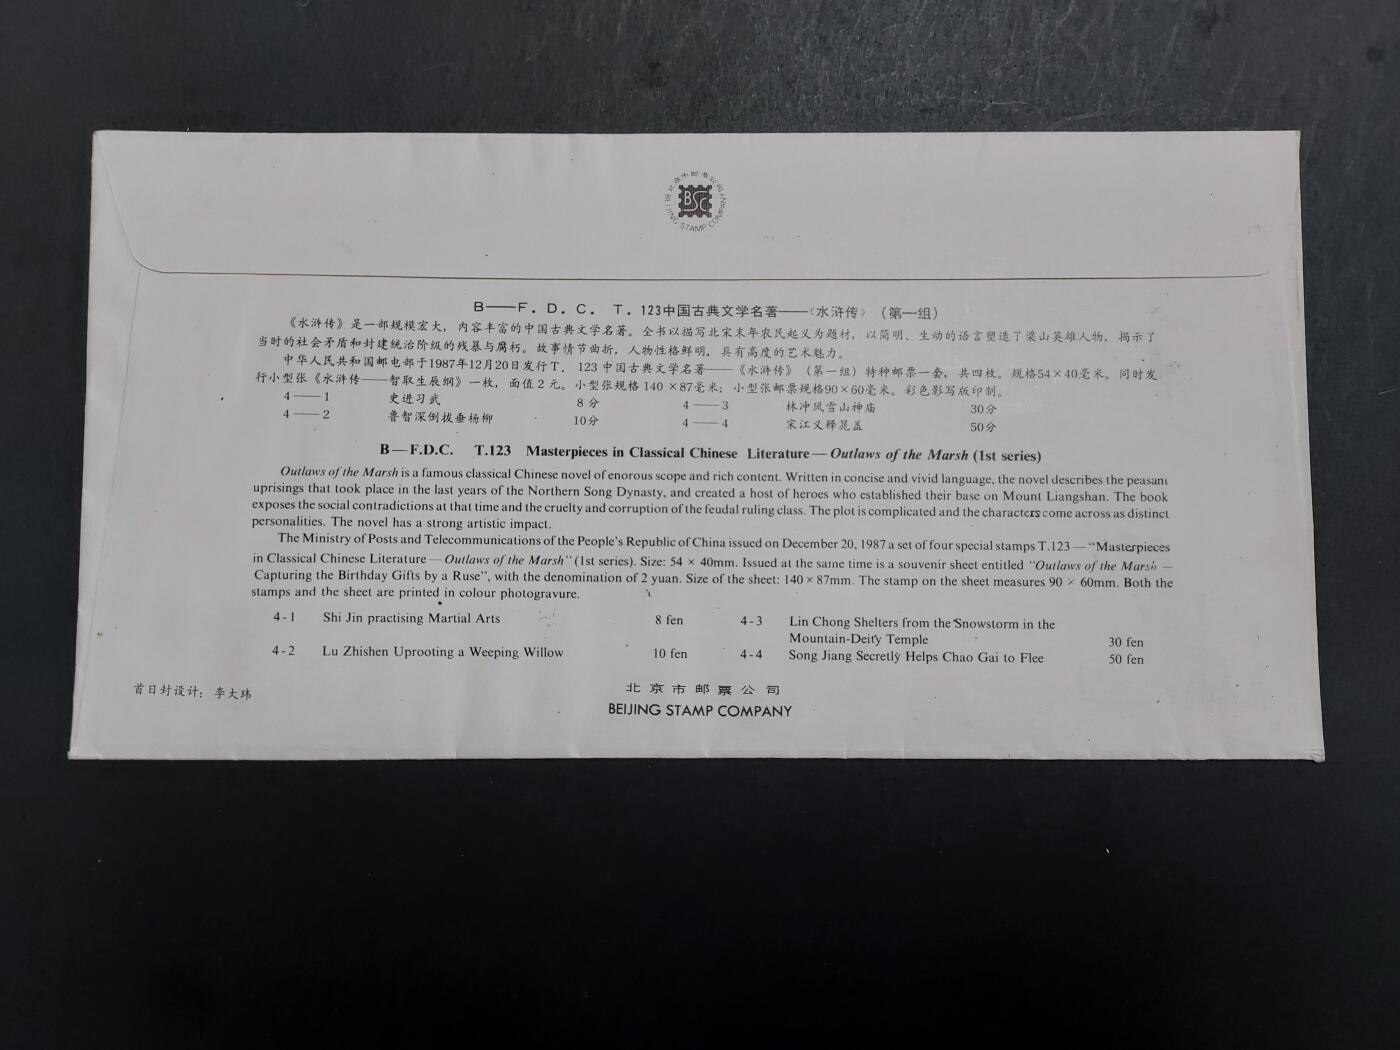 北京市邮票公司
BSC
BEIJING STAMP COMPANY
B——F. D. C. T. 123中国古典文学名著——《水浒传》（第一组）
《水浒传》是一部规模宏大，内容丰富的中国古典文学名著。全书以描写北宋末年农民起义为题材，以简明、生动的语言塑造了梁山英雄人物，揭示了
当时的社会矛盾和封建统治阶级的残暴与腐朽。故事情节曲折，人物性格鲜明，具有高度的艺术魅力。
中华人民共和国邮电部于1987年12月20日发行T. 123 中国古典文学名著——《水浒传》（第一组）特种邮票一套，共四枚。规格54×40毫米。同时发
行小型张《水浒传——智取生辰纲》一枚，面值2元。小型张规格 140×87毫米；小型张邮票规格90×60毫米。彩色影写版印制。
4——1 史进习武 8分 4——3 林冲风雪山神庙 30分
4——2 鲁智深倒拔垂杨柳 10分 4——4 宋江义释晁盖 50分
B—F.D.C. T.123 Masterpieces in Classical Chinese Literature—Outlaws of the Marsh (1st series)
Outlaws of the Marsh is a famous classical Chinese novel of enorous scope and rich content. Written in concise and vivid language, the novel describes the peasant
uprisings that took place in the last years of the Northern Song Dynasty, and created a host of heroes who established their base on Mount Liangshan. The book
exposes the social contradictions at that time and the cruelty and corruption of the feudal ruling class. The plot is complicated and the characters come across as distinct
personalities. The novel has a strong artistic impact.
The Ministry of Posts and Telecommunications of the People's Republic of China issued on December 20, 1987 a set of four special stamps T.123 — "Masterpieces
in Classical Chinese Literature — Outlaws of the Marsh" (1st series). Size: 54 × 40mm. Issued at the same time is a souvenir sheet entitled "Outlaws of the Marsh —
Capturing the Birthday Gifts by a Ruse", with the denomination of 2 yuan. Size of the sheet: 140 × 87mm. The stamp on the sheet measures 90 × 60mm. Both the
stamps and the sheet are printed in colour photogravure.
4-1 Shi Jin practising Martial Arts 8 fen 4-3 Lin Chong Shelters from the Snowstorm in the
Mountain-Deity Temple 30 fen
4-2 Lu Zhishen Uprooting a Weeping Willow 10 fen 4-4 Song Jiang Secretly Helps Chao Gai to Flee 50 fen
首日封设计：李大玮
北京市邮票公司
BEIJING STAMP COMPANY